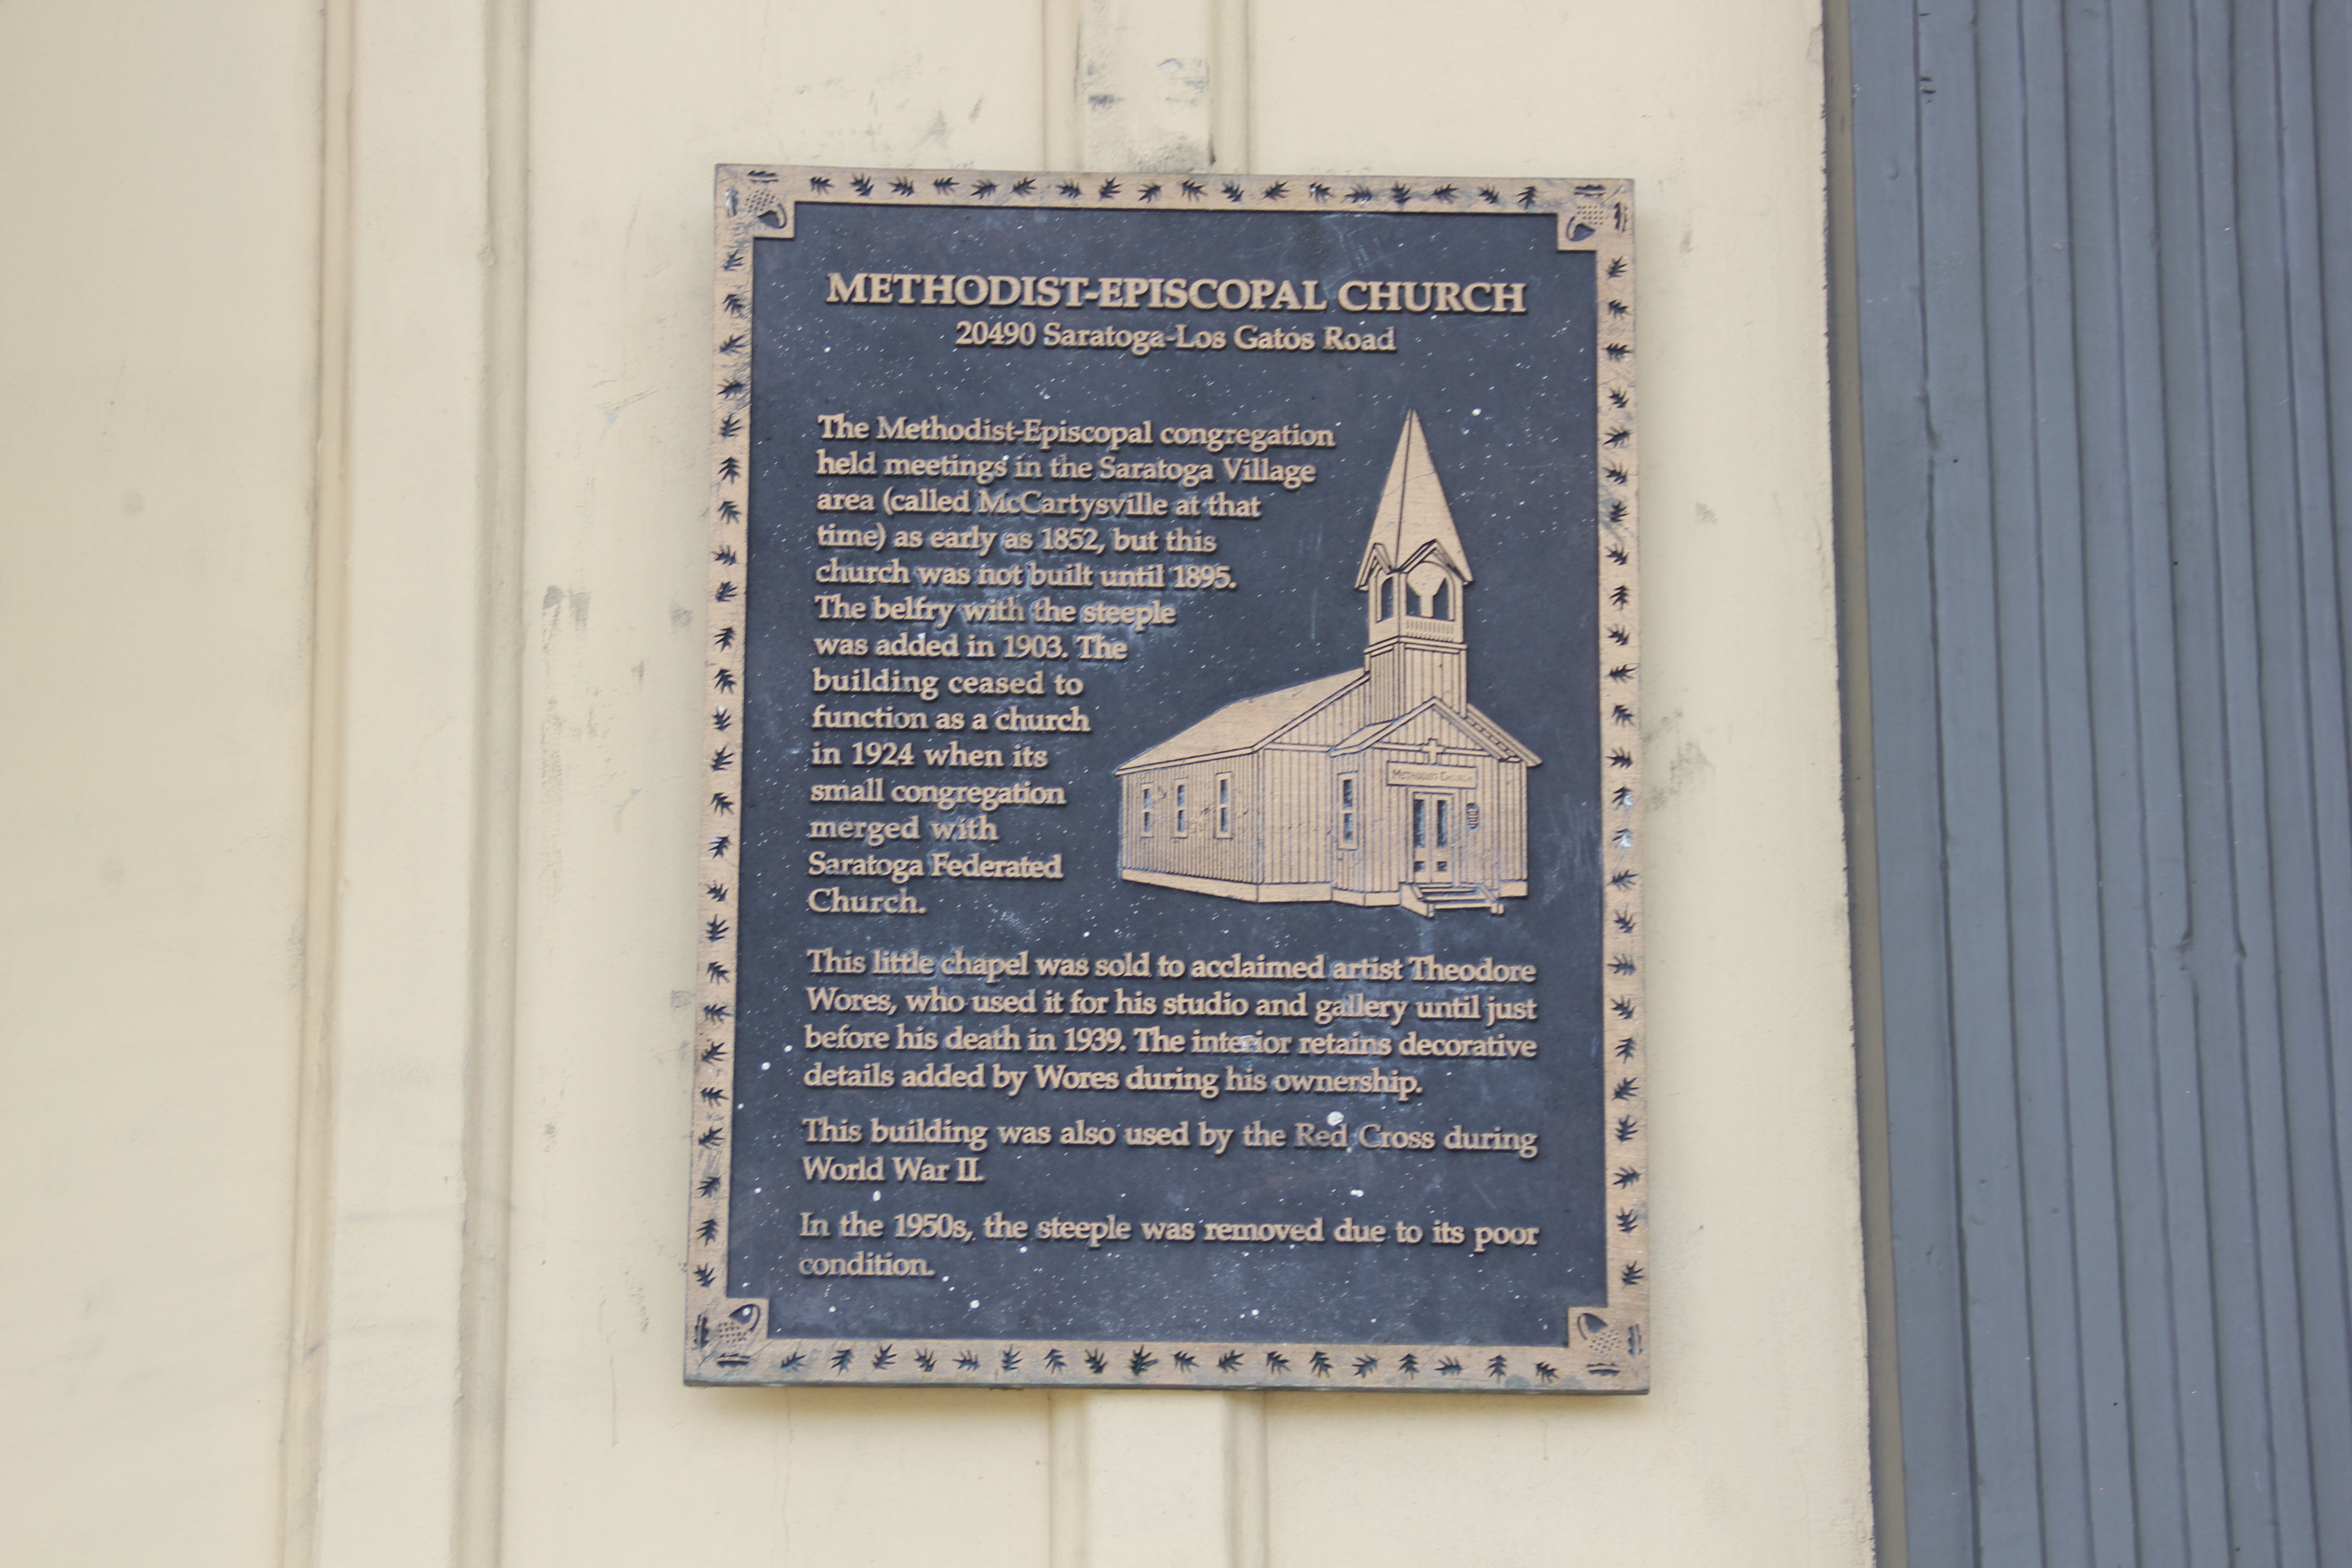 METHODIST-EPISCOPAL CHURCH
20490 Saratoga-Los Gatos Road
The Methodist-Episcopal congregation
held meetings in the Saratoga Village
area (called McCartysville at that
time) as early as 1852, but this
church was not built until 1895.
The belfry with the steeple
was added in 1903. The
building ceased to
function as a church
in 1924 when its
small congregation
merged with
Saratoga Federated
Church.
METHODIST CHURCH
This little chapel was sold to acclaimed artist Theodore
Wores, who used it for his studio and gallery until just
before his death in 1939. The interior retains decorative
details added by Wores during his ownership.
This building was also used by the Red Cross during
World War II.
In the 1950s, the steeple was removed due to its poor
condition.